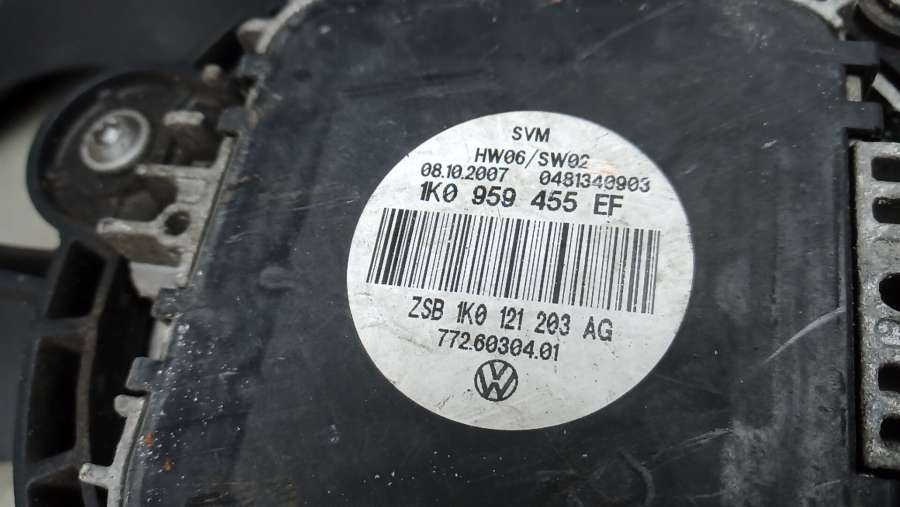 SVM
HW06/SW02
08.10.2007 0481340903
1K0 959 455 EF
ZSB 1K0 121 203 AG
772.60304.01
VW